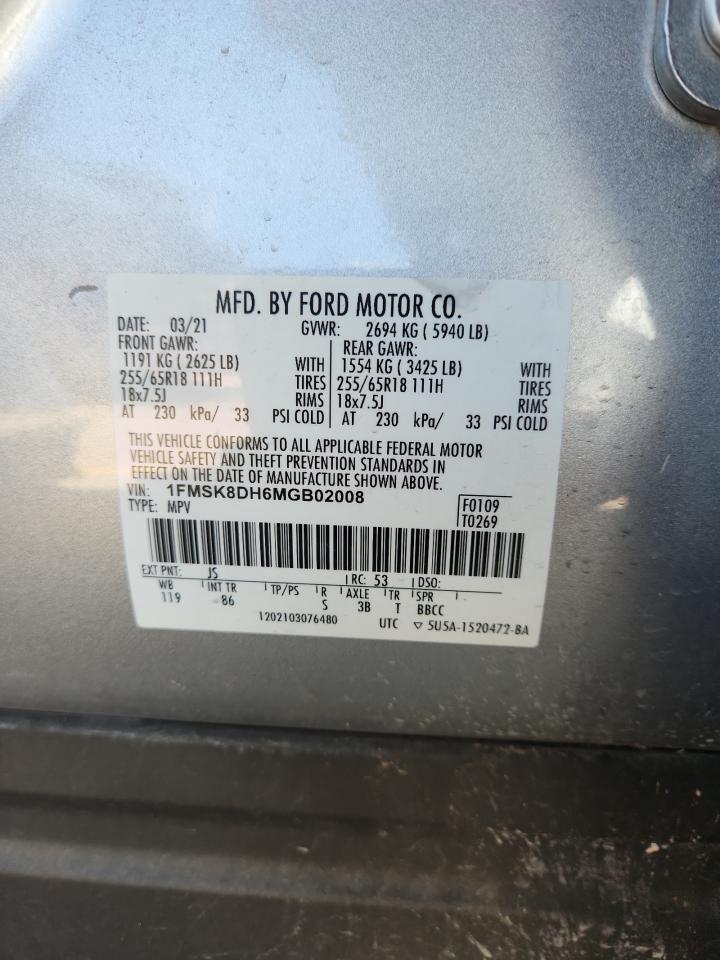 MFD. BY FORD MOTOR CO.
DATE: 03/21 GVWR: 2694 KG ( 5940 LB)
FRONT GAWR: REAR GAWR:
1191 KG ( 2625 LB) WITH 1554 KG ( 3425 LB) WITH
255/65R18 111H TIRES 255/65R18 111H TIRES
18x7.5J RIMS 18x7.5J RIMS
AT 230 kPa/ 33 PSI COLD AT 230 kPa/ 33 PSI COLD
THIS VEHICLE CONFORMS TO ALL APPLICABLE FEDERAL MOTOR
VEHICLE SAFETY AND THEFT PREVENTION STANDARDS IN
EFFECT ON THE DATE OF MANUFACTURE SHOWN ABOVE.
VIN: 1FMSK8DH6MGB02008 F0109
TYPE: MPV T0269
EXT PNT: JS RC: 53 DSO:
WB INT TR TP/PS R AXLE TR SPR
119 86 S 3B T BBCC
1202103076480 UTC ▽ 5U5A-1520472-BA